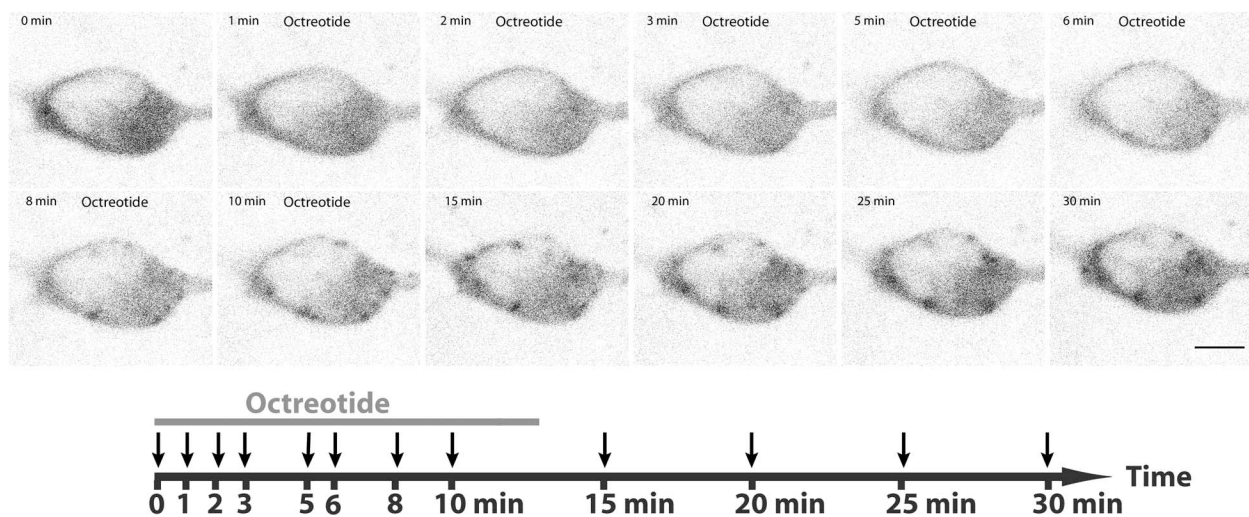 0 min
1 min Octreotide
2 min Octreotide
3 min Octreotide
5 min Octreotide
6 min Octreotide
8 min Octreotide
10 min Octreotide
15 min
20 min
25 min
30 min
Octreotide
0 1 2 3 5 6 8 10 min 15 min 20 min 25 min 30 min Time